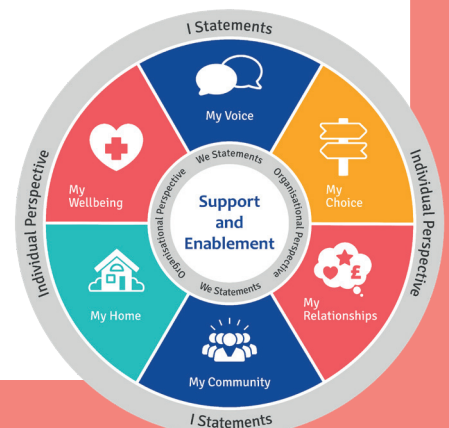 I Statements
Individual Perspective
Individual Perspective
My Voice
My
Wellbeing
My
Choice
We Statements
Organisational Perspective
Organisational Perspective
Support
and
Enablement
We Statements
My Home
My
Relationships
£
My Community
I Statements